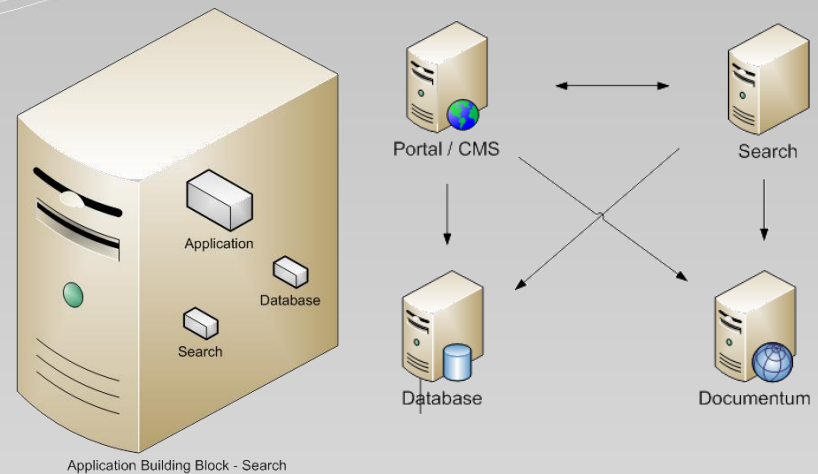 Application
Database
Search
Application Building Block - Search
Portal / CMS
Search
Database
Documentum